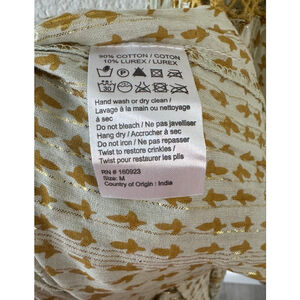 90% COTTON / COTON
10% LUREX / LUREX
30
Hand wash or dry clean /
Lavage à la main ou nettoyage
à sec
Do not bleach / Ne pas javelliser
Hang dry / Accrocher à sec
Do not iron / Ne pas repasser
Twist to restore crinkles /
Twist pour restaurer les plis
RN # 160923
Size: M
Country of Origin : India